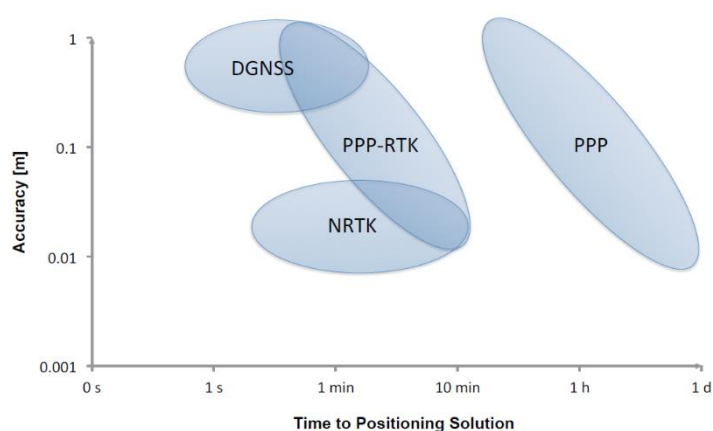 1
DGNSS
PPP-RTK
PPP
0.1
NRTK
0.01
0.001
Accuracy [m]
0 s
1 s
1 min
10 min
1 h
1 d
Time to Positioning Solution